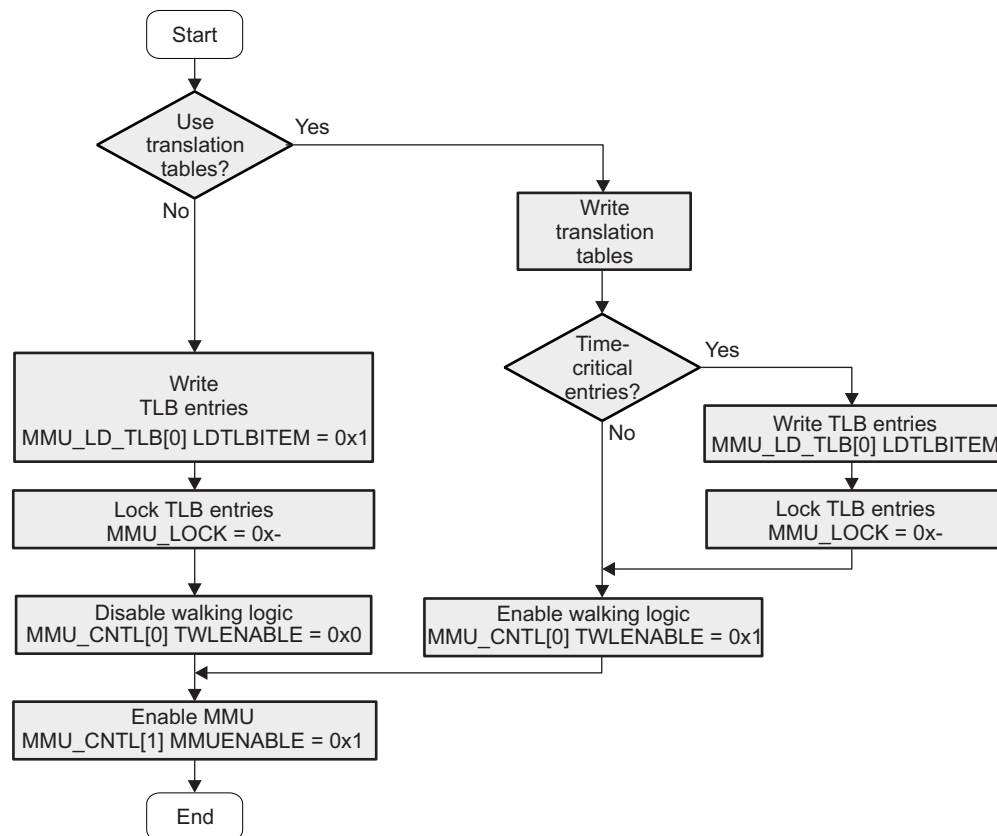 Start
Use
translation
tables?
Yes
No
Write
translation
tables
Time-
critical
entries?
Yes
No
Write
TLB entries
MMU_LD_TLB[0] LDTLBITEM = 0x1
Write TLB entries
MMU_LD_TLB[0] LDTLBITEM
Lock TLB entries
MMU_LOCK = 0x-
Lock TLB entries
MMU_LOCK = 0x-
Disable walking logic
MMU_CNTL[0] TWLENABLE = 0x0
Enable walking logic
MMU_CNTL[0] TWLENABLE = 0x1
Enable MMU
MMU_CNTL[1] MMUENABLE = 0x1
End